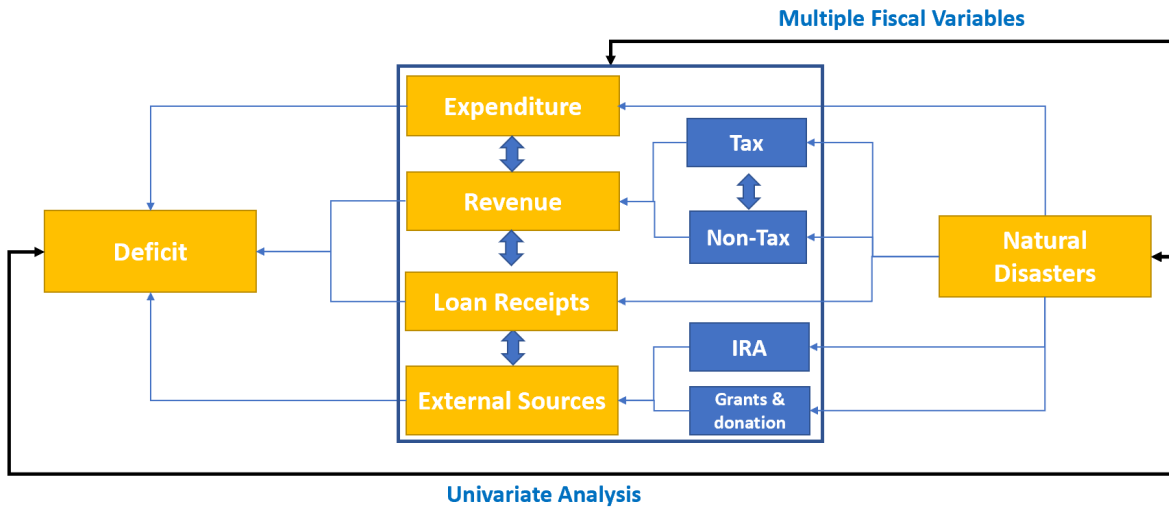 Multiple Fiscal Variables
Expenditure
Tax
Revenue
Non-Tax
Deficit
Natural
Disasters
Loan Receipts
IRA
External Sources
Grants &
donation
Univariate Analysis